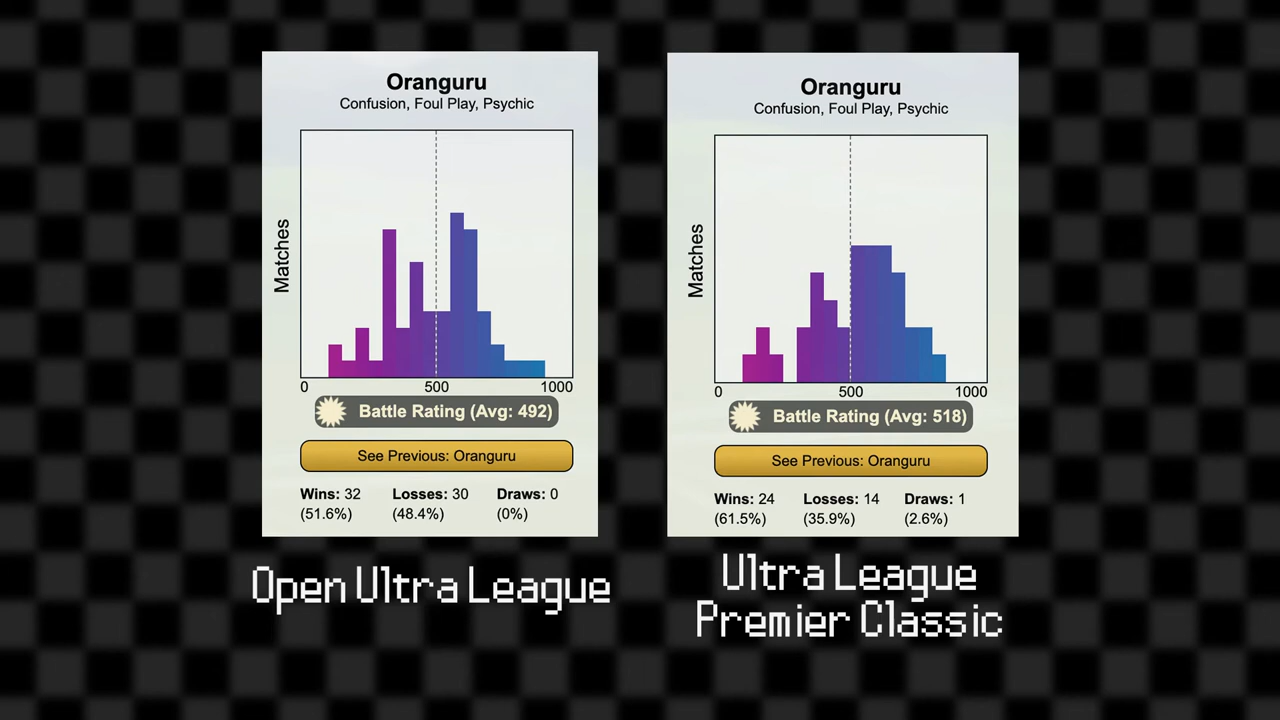 Oranguru
Confusion, Foul Play, Psychic
Matches
0 500 1000
Battle Rating (Avg: 492)
See Previous: Oranguru
Wins: 32 Losses: 30 Draws: 0
(51.6%) (48.4%) (0%)
Open Ultra League
Oranguru
Confusion, Foul Play, Psychic
Matches
0 500 1000
Battle Rating (Avg: 518)
See Previous: Oranguru
Wins: 24 Losses: 14 Draws: 1
(61.5%) (35.9%) (2.6%)
Ultra League
Premier Classic